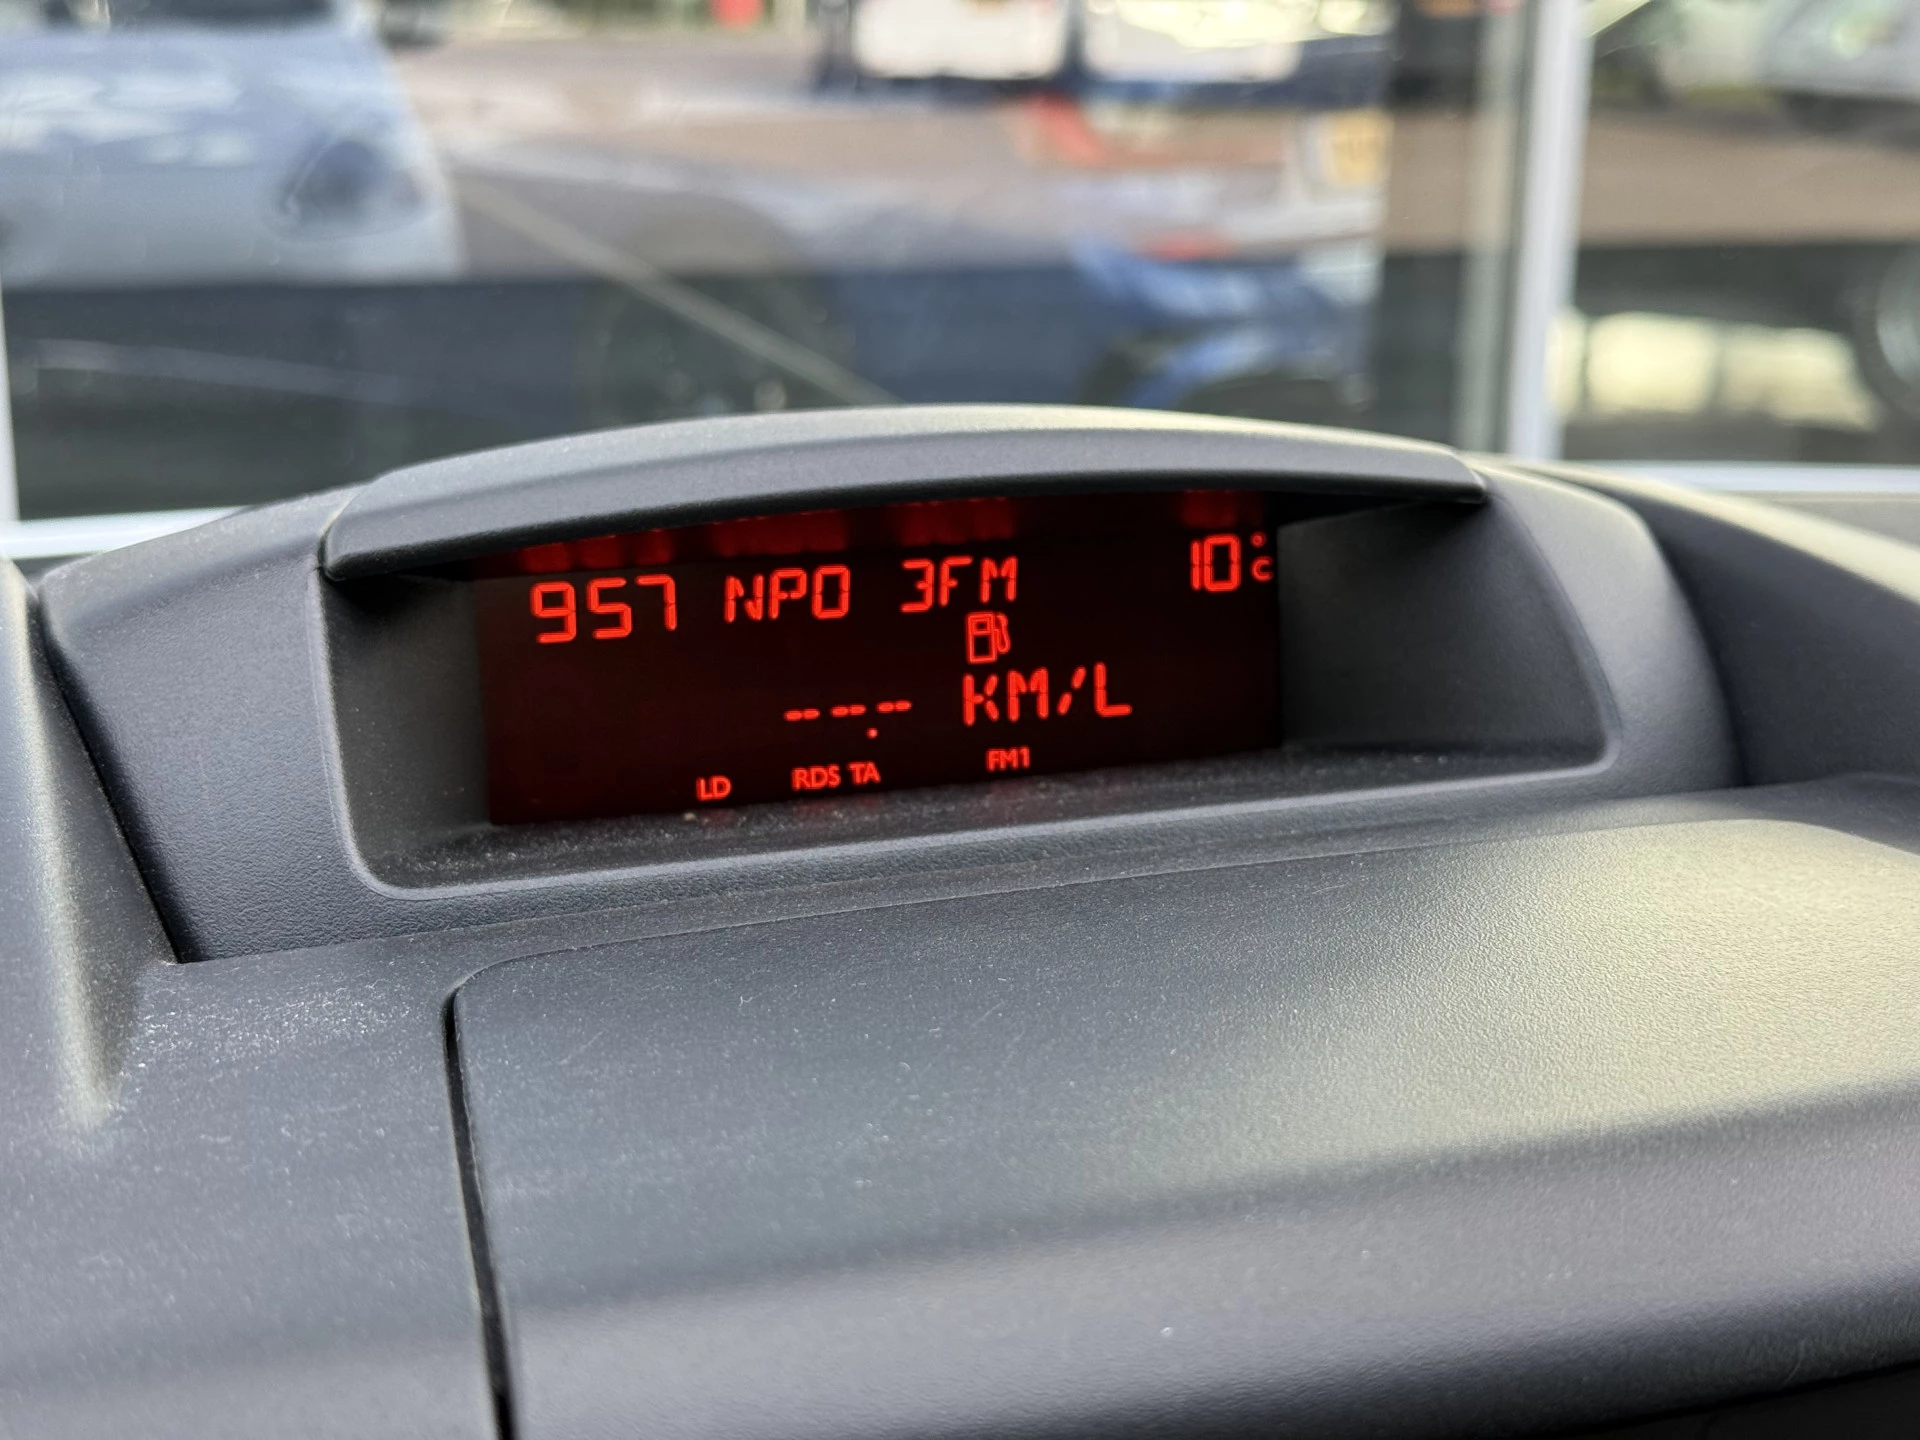 957 NPO 3FM 10°C
--.- KM/L
LD RDS TA FM1